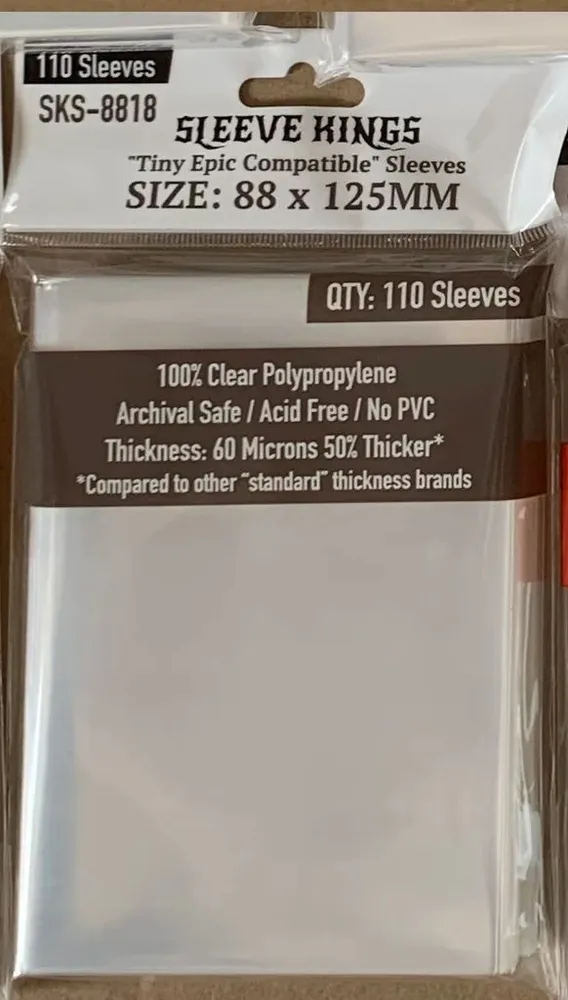 110 Sleeves
SKS-8818
SLEEVE KINGS
"Tiny Epic Compatible" Sleeves
SIZE: 88 x 125MM
QTY: 110 Sleeves
100% Clear Polypropylene
Archival Safe / Acid Free / No PVC
Thickness: 60 Microns 50% Thicker*
*Compared to other "standard" thickness brands